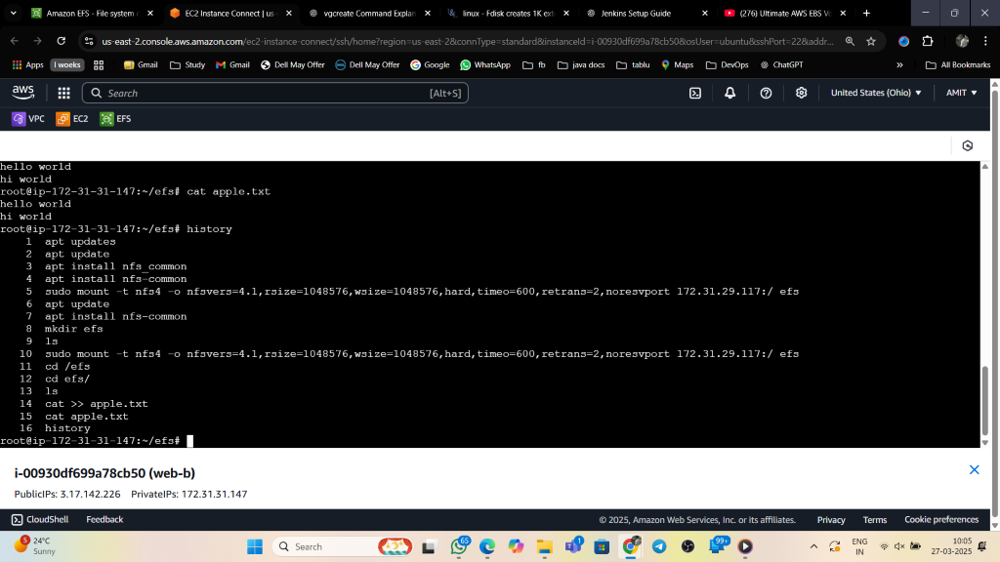 Amazon EFS - File system
EC2 Instance Connect | us-
vgcreate Command Explan
linux - Fdisk creates 1K ext
Jenkins Setup Guide
(276) Ultimate AWS EBS Vo
us-east-2.console.aws.amazon.com/ec2-instance-connect/ssh/home?region=us-east-2&connType=standard&instanceId=i-00930df699a78cb50&osUser=ubuntu&sshPort=22&addr...
Apps
I weeks
Gmail
Study
Gmail
Dell May Offer
Dell May Offer
Google
WhatsApp
fb
java docs
tablu
Maps
DevOps
ChatGPT
»
All Bookmarks
aws
Search
[Alt+S]
United States (Ohio)
AMIT
VPC
EC2
EFS
hello world
hi world
root@ip-172-31-31-147:~/efs# cat apple.txt
hello world
hi world
root@ip-172-31-31-147:~/efs# history
1 apt updates
2 apt update
3 apt install nfs_common
4 apt install nfs-common
5 sudo mount -t nfs4 -o nfsvers=4.1,rsize=1048576,wsize=1048576,hard,timeo=600,retrans=2,noresvport 172.31.29.117:/ efs
6 apt update
7 apt install nfs-common
8 mkdir efs
9 ls
10 sudo mount -t nfs4 -o nfsvers=4.1,rsize=1048576,wsize=1048576,hard,timeo=600,retrans=2,noresvport 172.31.29.117:/ efs
11 cd /efs
12 cd efs/
13 ls
14 cat >> apple.txt
15 cat apple.txt
16 history
root@ip-172-31-31-147:~/efs#
i-00930df699a78cb50 (web-b)
PublicIPs: 3.17.142.226 PrivateIPs: 172.31.31.147
CloudShell
Feedback
© 2025, Amazon Web Services, Inc. or its affiliates.
Privacy
Terms
Cookie preferences
5
24°C
Sunny
Search
65
1
99+
ENG
IN
10:05
27-03-2025